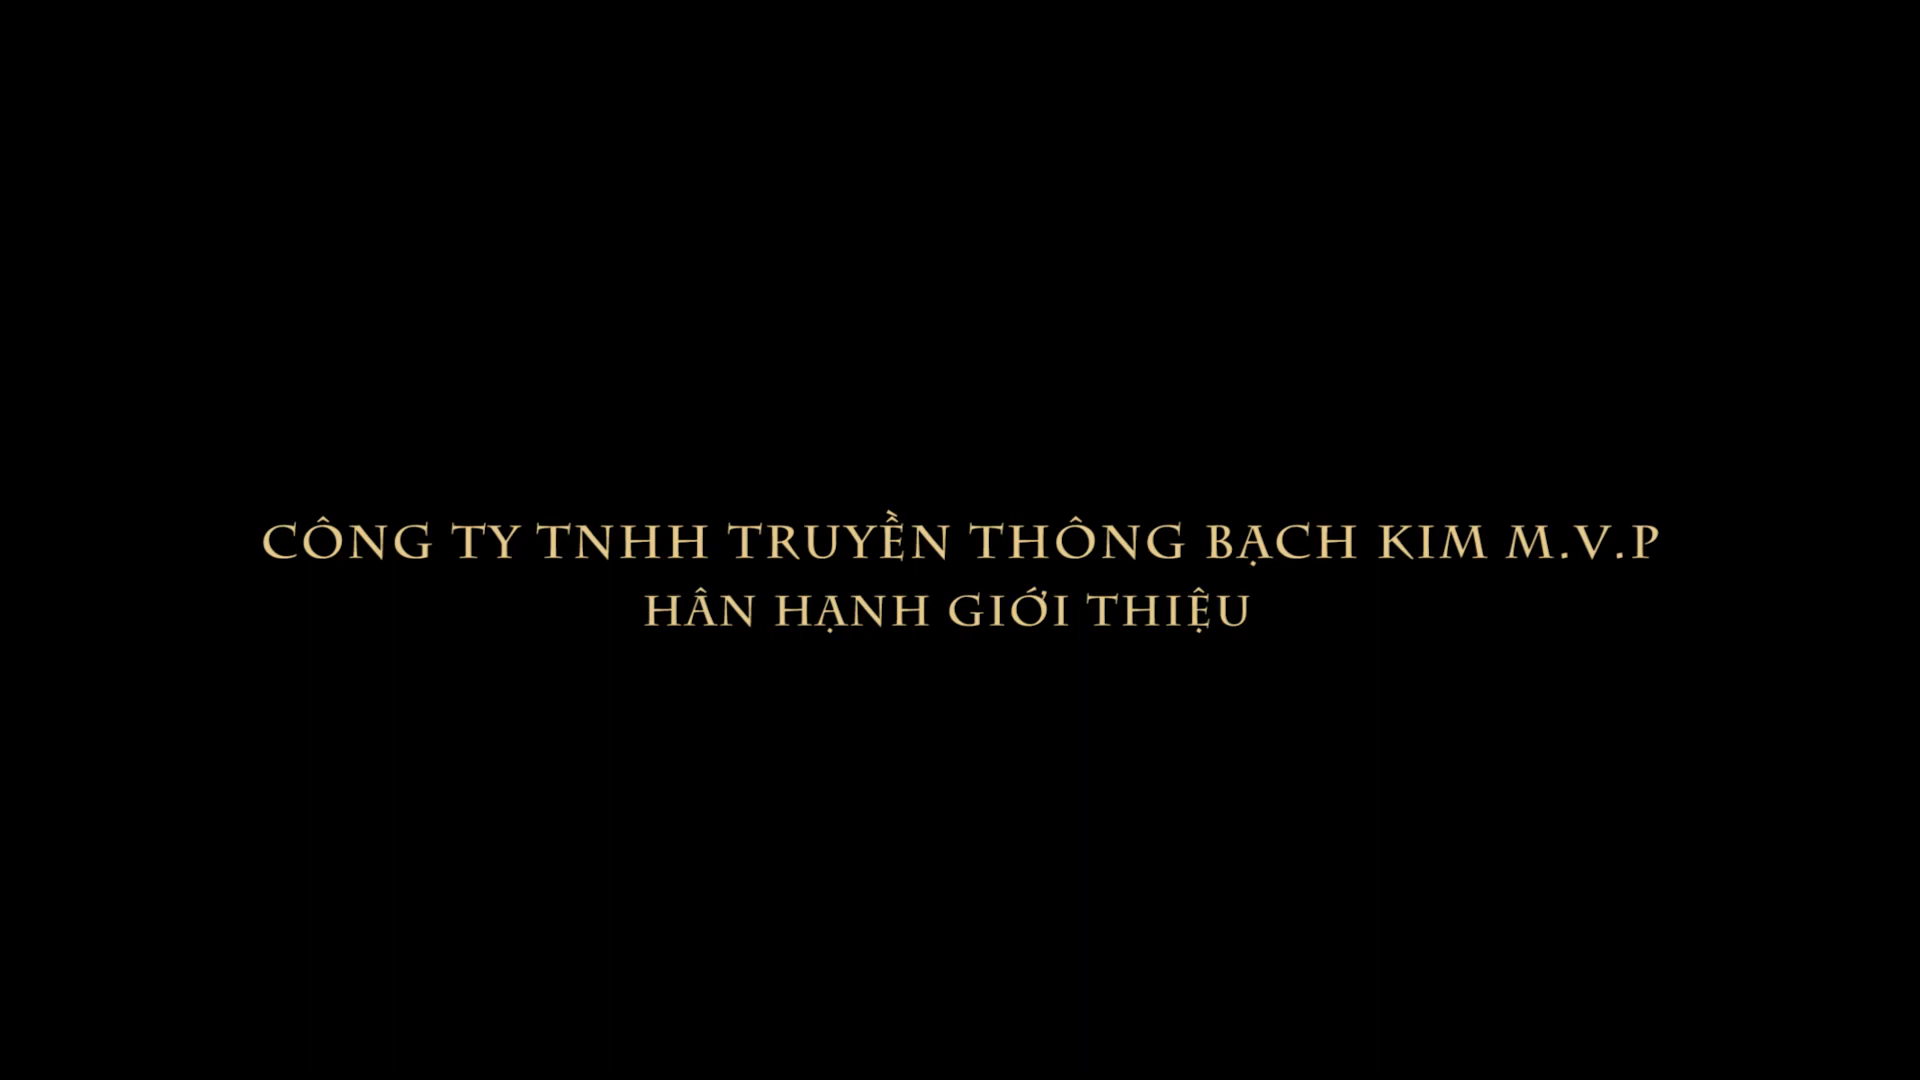 CÔNG TY TNHH TRUYỀN THÔNG BẠCH KIM M.V.P
HÂN HẠNH GIỚI THIỆU